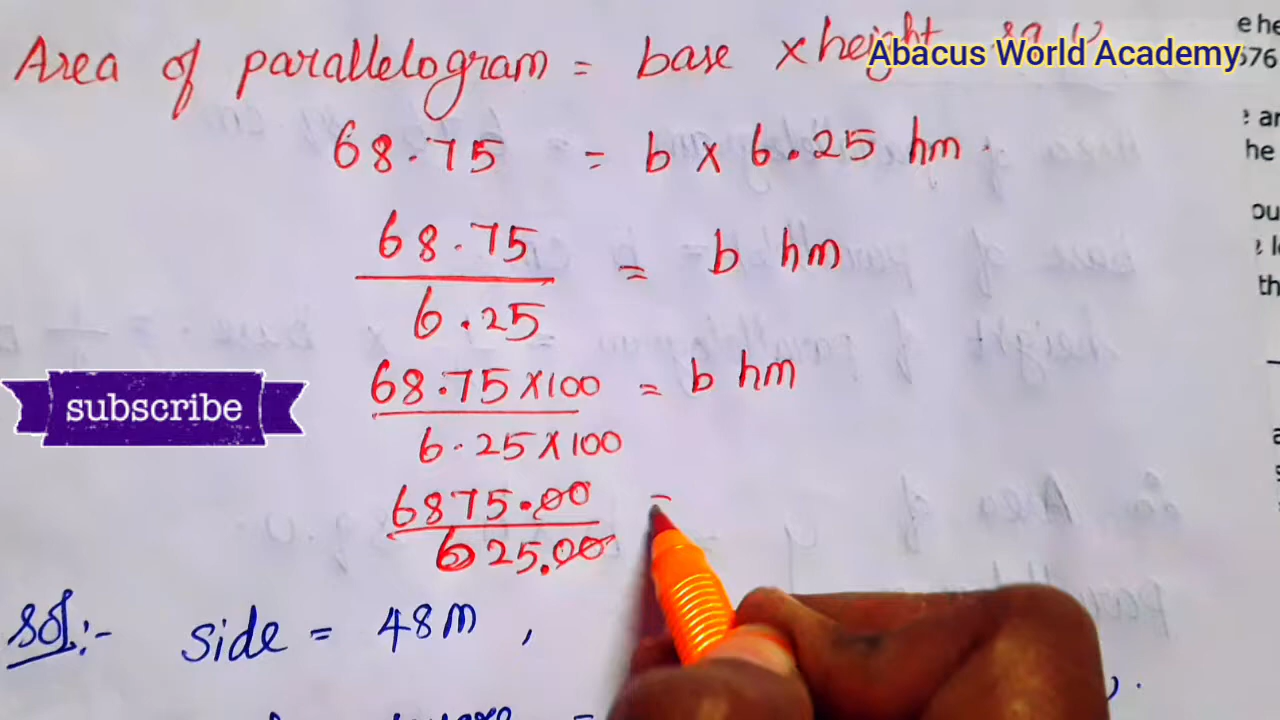 Area of parallelogram = base × height sq.u
Abacus World Academy
68.75 = b × 6.25 hm.
68.75 / 6.25 = b hm
68.75×100 / 6.25×100 = b hm
subscribe
6875.00 / 625.00 =
Sol:- side = 48m ,